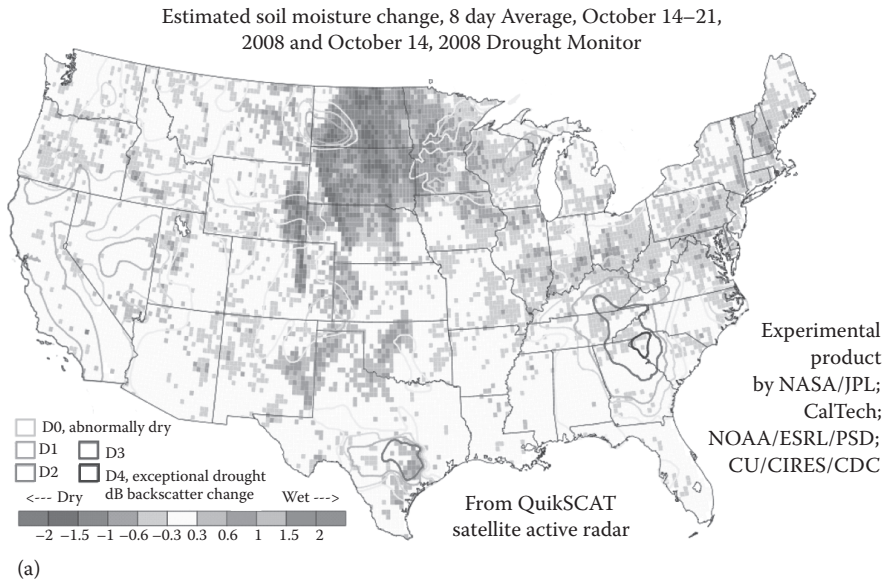 Estimated soil moisture change, 8 day Average, October 14–21,
2008 and October 14, 2008 Drought Monitor
Experimental
product
by NASA/JPL;
CalTech;
NOAA/ESRL/PSD;
CU/CIRES/CDC
D0, abnormally dry
D1
D3
D2
D4, exceptional drought
dB backscatter change
<--- Dry
Wet --->
−2 −1.5 −1 −0.6 −0.3 0.3 0.6 1 1.5 2
From QuikSCAT
satellite active radar
(a)